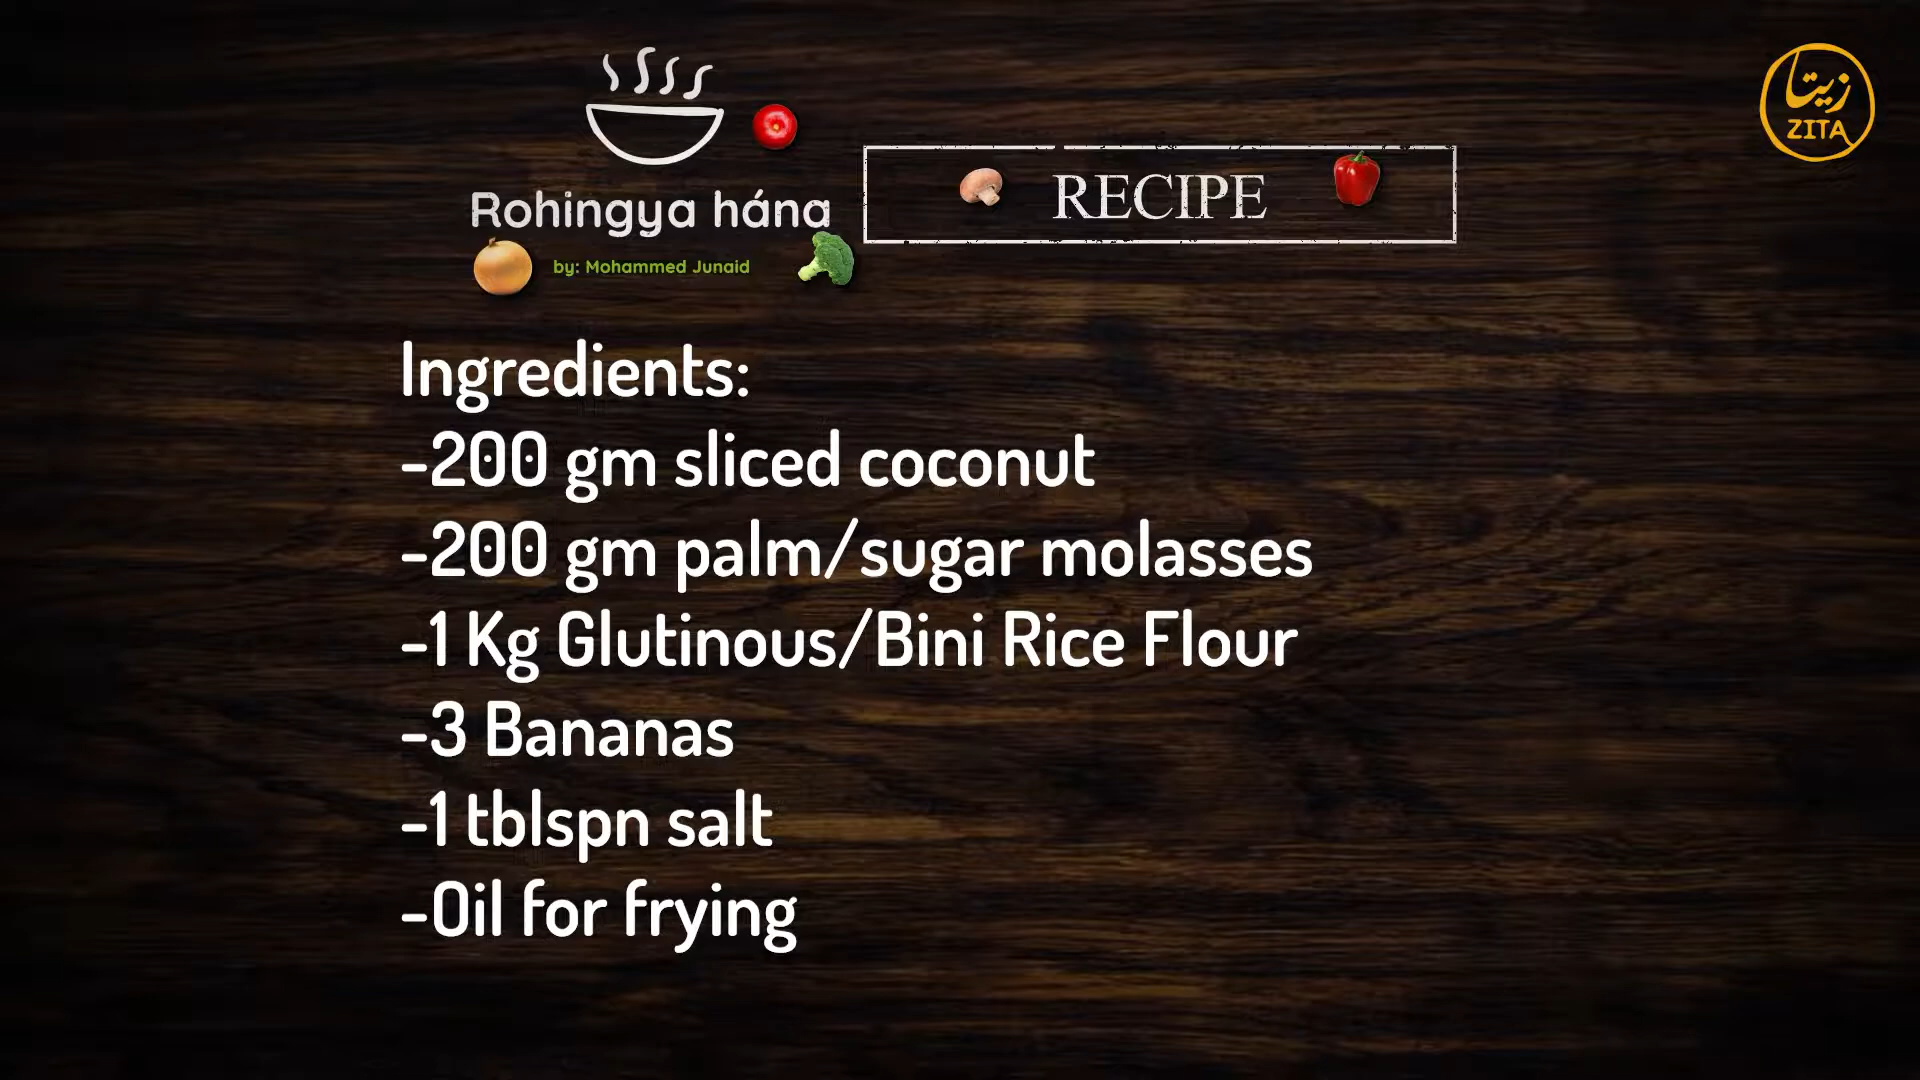 Rohingya hána
by: Mohammed Junaid
RECIPE
زيتا
ZITA
Ingredients:
-200 gm sliced coconut
-200 gm palm/sugar molasses
-1 Kg Glutinous/Bini Rice Flour
-3 Bananas
-1 tblspn salt
-Oil for frying